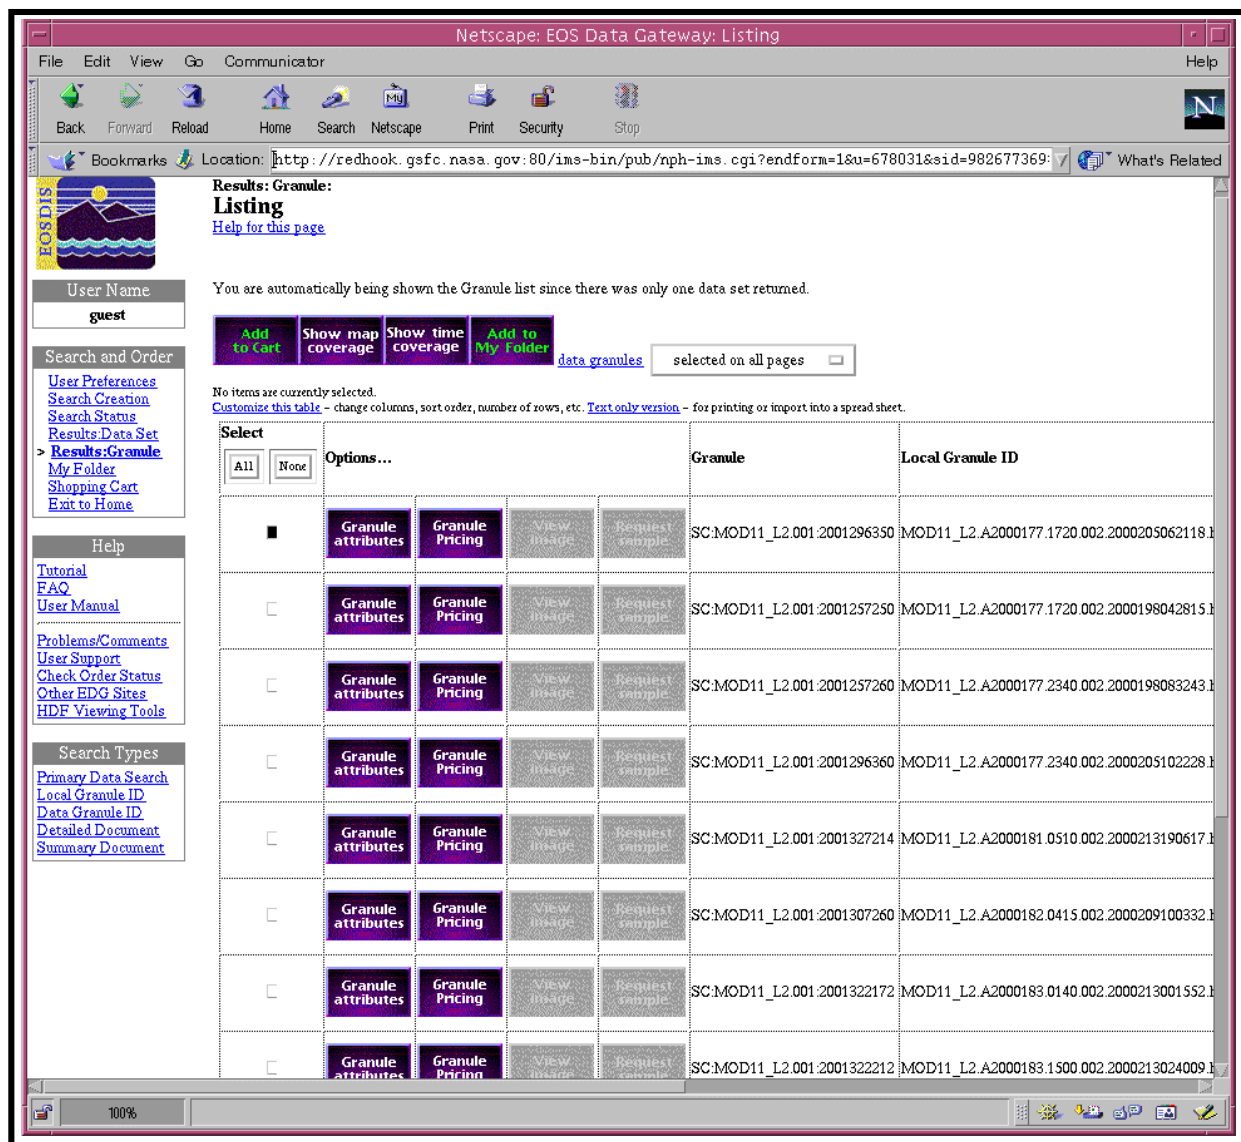 Netscape: EOS Data Gateway: Listing
File Edit View Go Communicator Help
Back Forward Reload Home Search Netscape Print Security Stop
My
N
Bookmarks Location: http://redhook.gsfc.nasa.gov:80/ims-bin/pub/nph-ims.cgi?endform=1&u=678031&sid=982677369: What's Related
EOSDIS
Results: Granule:
Listing
Help for this page
User Name
guest
Search and Order
User Preferences
Search Creation
Search Status
Results:Data Set
> Results:Granule
My Folder
Shopping Cart
Exit to Home
Help
Tutorial
FAQ
User Manual
Problems/Comments
User Support
Check Order Status
Other EDG Sites
HDF Viewing Tools
Search Types
Primary Data Search
Local Granule ID
Data Granule ID
Detailed Document
Summary Document
You are automatically being shown the Granule list since there was only one data set returned.
Add to Cart Show map coverage Show time coverage Add to My Folder data granules selected on all pages
No items are currently selected.
Customize this table - change columns, sort order, number of rows, etc. Text only version - for printing or import into a spread sheet.
Select All None Options... Granule Local Granule ID
Granule attributes Granule Pricing View image Request sample SC:MOD11_L2.001:2001296350 MOD11_L2.A2000177.1720.002.2000205062118.h
Granule attributes Granule Pricing View image Request sample SC:MOD11_L2.001:2001257250 MOD11_L2.A2000177.1720.002.2000198042815.h
Granule attributes Granule Pricing View image Request sample SC:MOD11_L2.001:2001257260 MOD11_L2.A2000177.2340.002.2000198083243.h
Granule attributes Granule Pricing View image Request sample SC:MOD11_L2.001:2001296360 MOD11_L2.A2000177.2340.002.2000205102228.h
Granule attributes Granule Pricing View image Request sample SC:MOD11_L2.001:2001327214 MOD11_L2.A2000181.0510.002.2000213190617.h
Granule attributes Granule Pricing View image Request sample SC:MOD11_L2.001:2001307260 MOD11_L2.A2000182.0415.002.2000209100332.h
Granule attributes Granule Pricing View image Request sample SC:MOD11_L2.001:2001322172 MOD11_L2.A2000183.0140.002.2000213001552.h
Granule attributes Granule Pricing View image Request sample SC:MOD11_L2.001:2001322212 MOD11_L2.A2000183.1500.002.2000213024009.h
100%